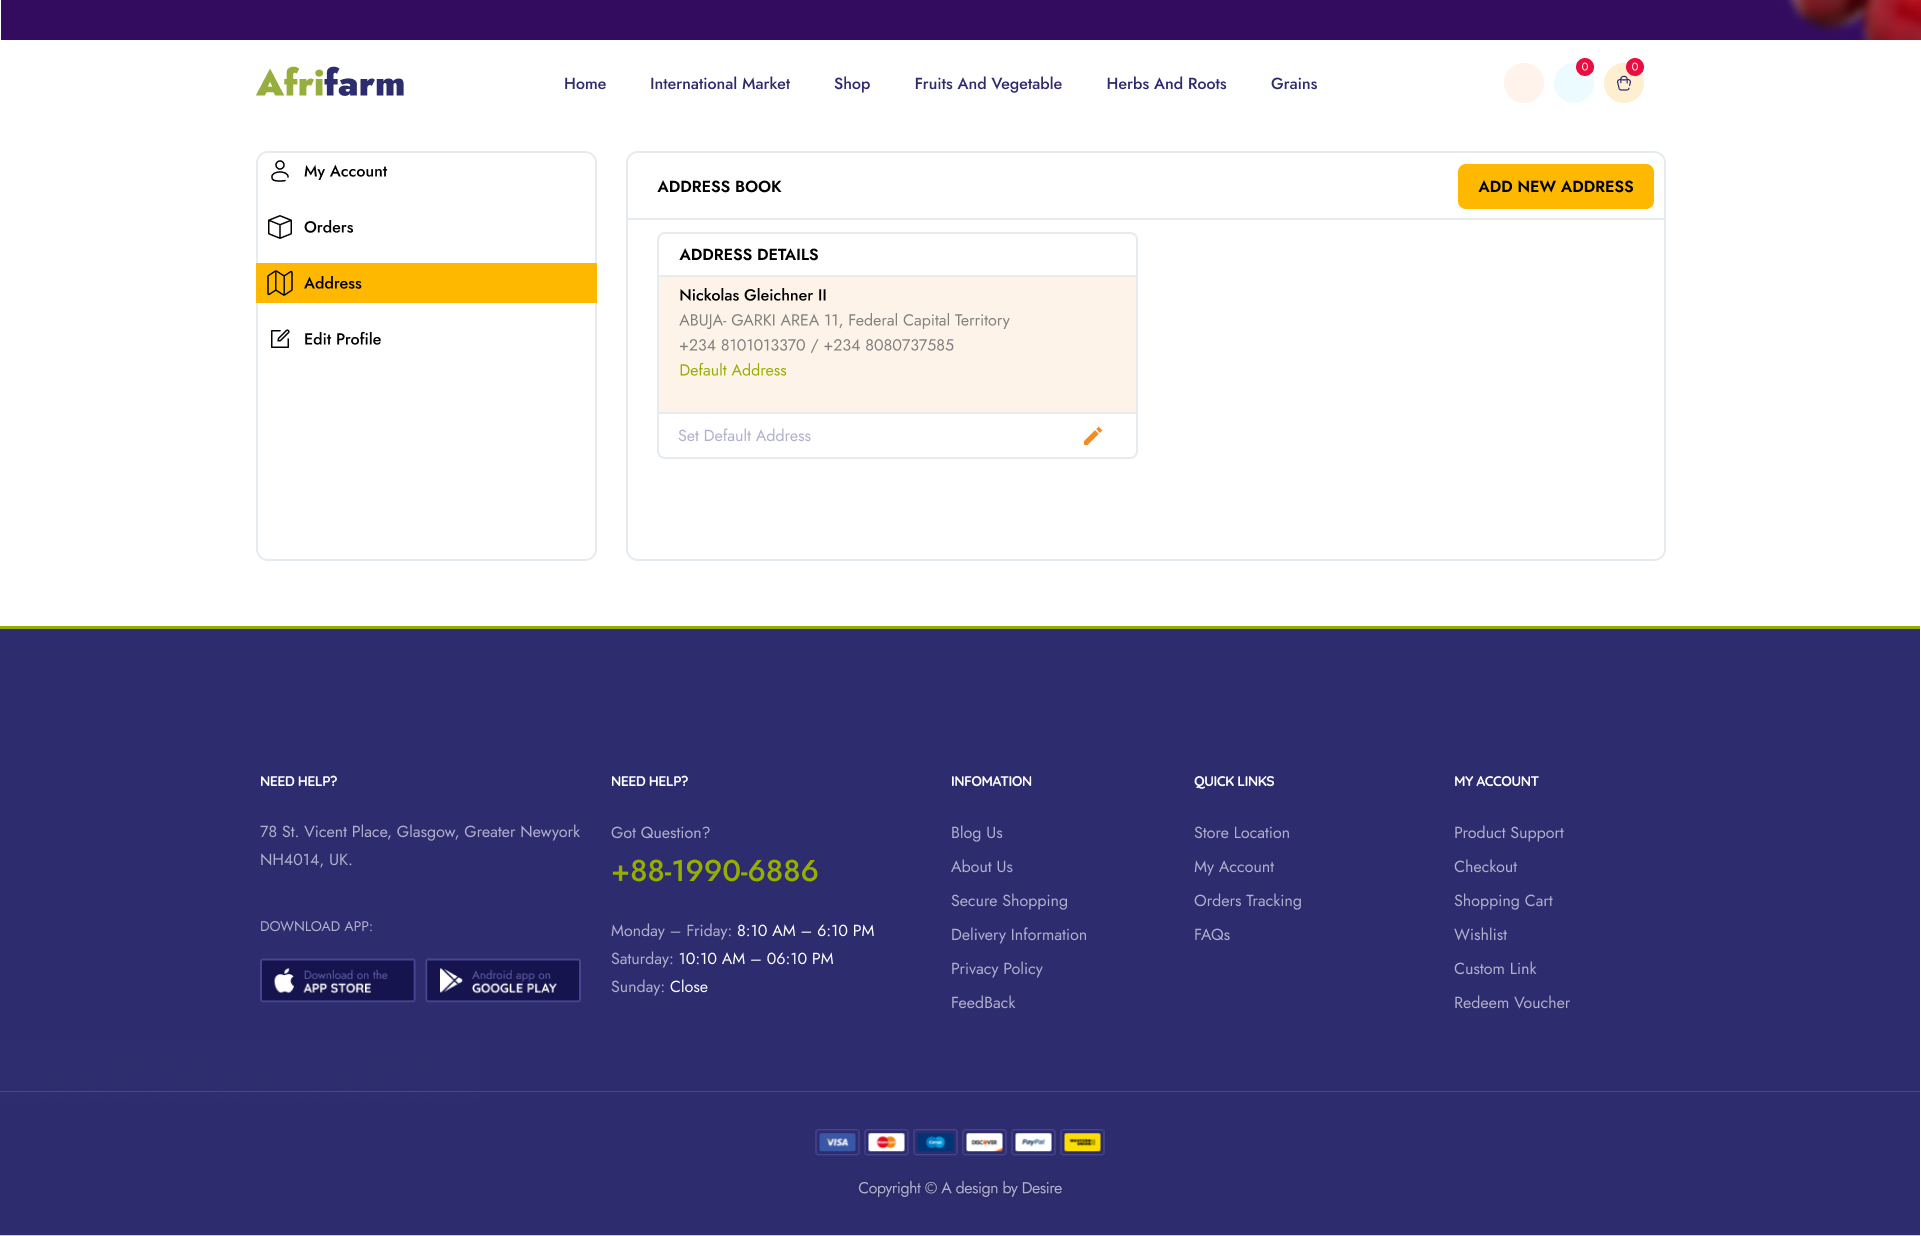 Afrifarm
Home International Market Shop Fruits And Vegetable Herbs And Roots Grains
0 0
My Account
Orders
Address
Edit Profile
ADDRESS BOOK ADD NEW ADDRESS
ADDRESS DETAILS
Nickolas Gleichner II
ABUJA- GARKI AREA 11, Federal Capital Territory
+234 8101013370 / +234 8080737585
Default Address
Set Default Address
NEED HELP?
78 St. Vicent Place, Glasgow, Greater Newyork
NH4014, UK.
DOWNLOAD APP:
Download on the
APP STORE
Android app on
GOOGLE PLAY
NEED HELP?
Got Question?
+88-1990-6886
Monday – Friday: 8:10 AM – 6:10 PM
Saturday: 10:10 AM – 06:10 PM
Sunday: Close
INFOMATION
Blog Us
About Us
Secure Shopping
Delivery Information
Privacy Policy
FeedBack
QUICK LINKS
Store Location
My Account
Orders Tracking
FAQs
MY ACCOUNT
Product Support
Checkout
Shopping Cart
Wishlist
Custom Link
Redeem Voucher
VISA DISCOVER PayPal
Copyright © A design by Desire